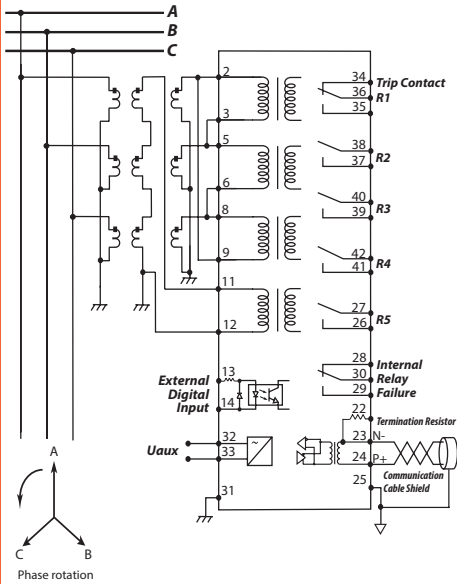 A
B
C
2
3
5
6
8
9
11
12
13
14
External
Digital
Input
Uaux
32
33
~
=
31
34
36
35
Trip Contact
R1
38
37
R2
40
39
R3
42
41
R4
27
26
R5
28
30
29
Internal
Relay
Failure
22
Termination Resistor
23
N-
24
P+
25
Communication
Cable Shield
A
C
B
Phase rotation